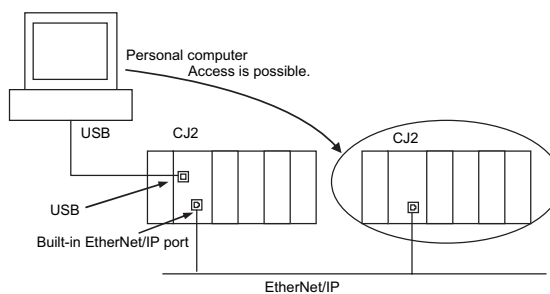 Personal computer
Access is possible.
USB
CJ2
CJ2
USB
Built-in EtherNet/IP port
EtherNet/IP